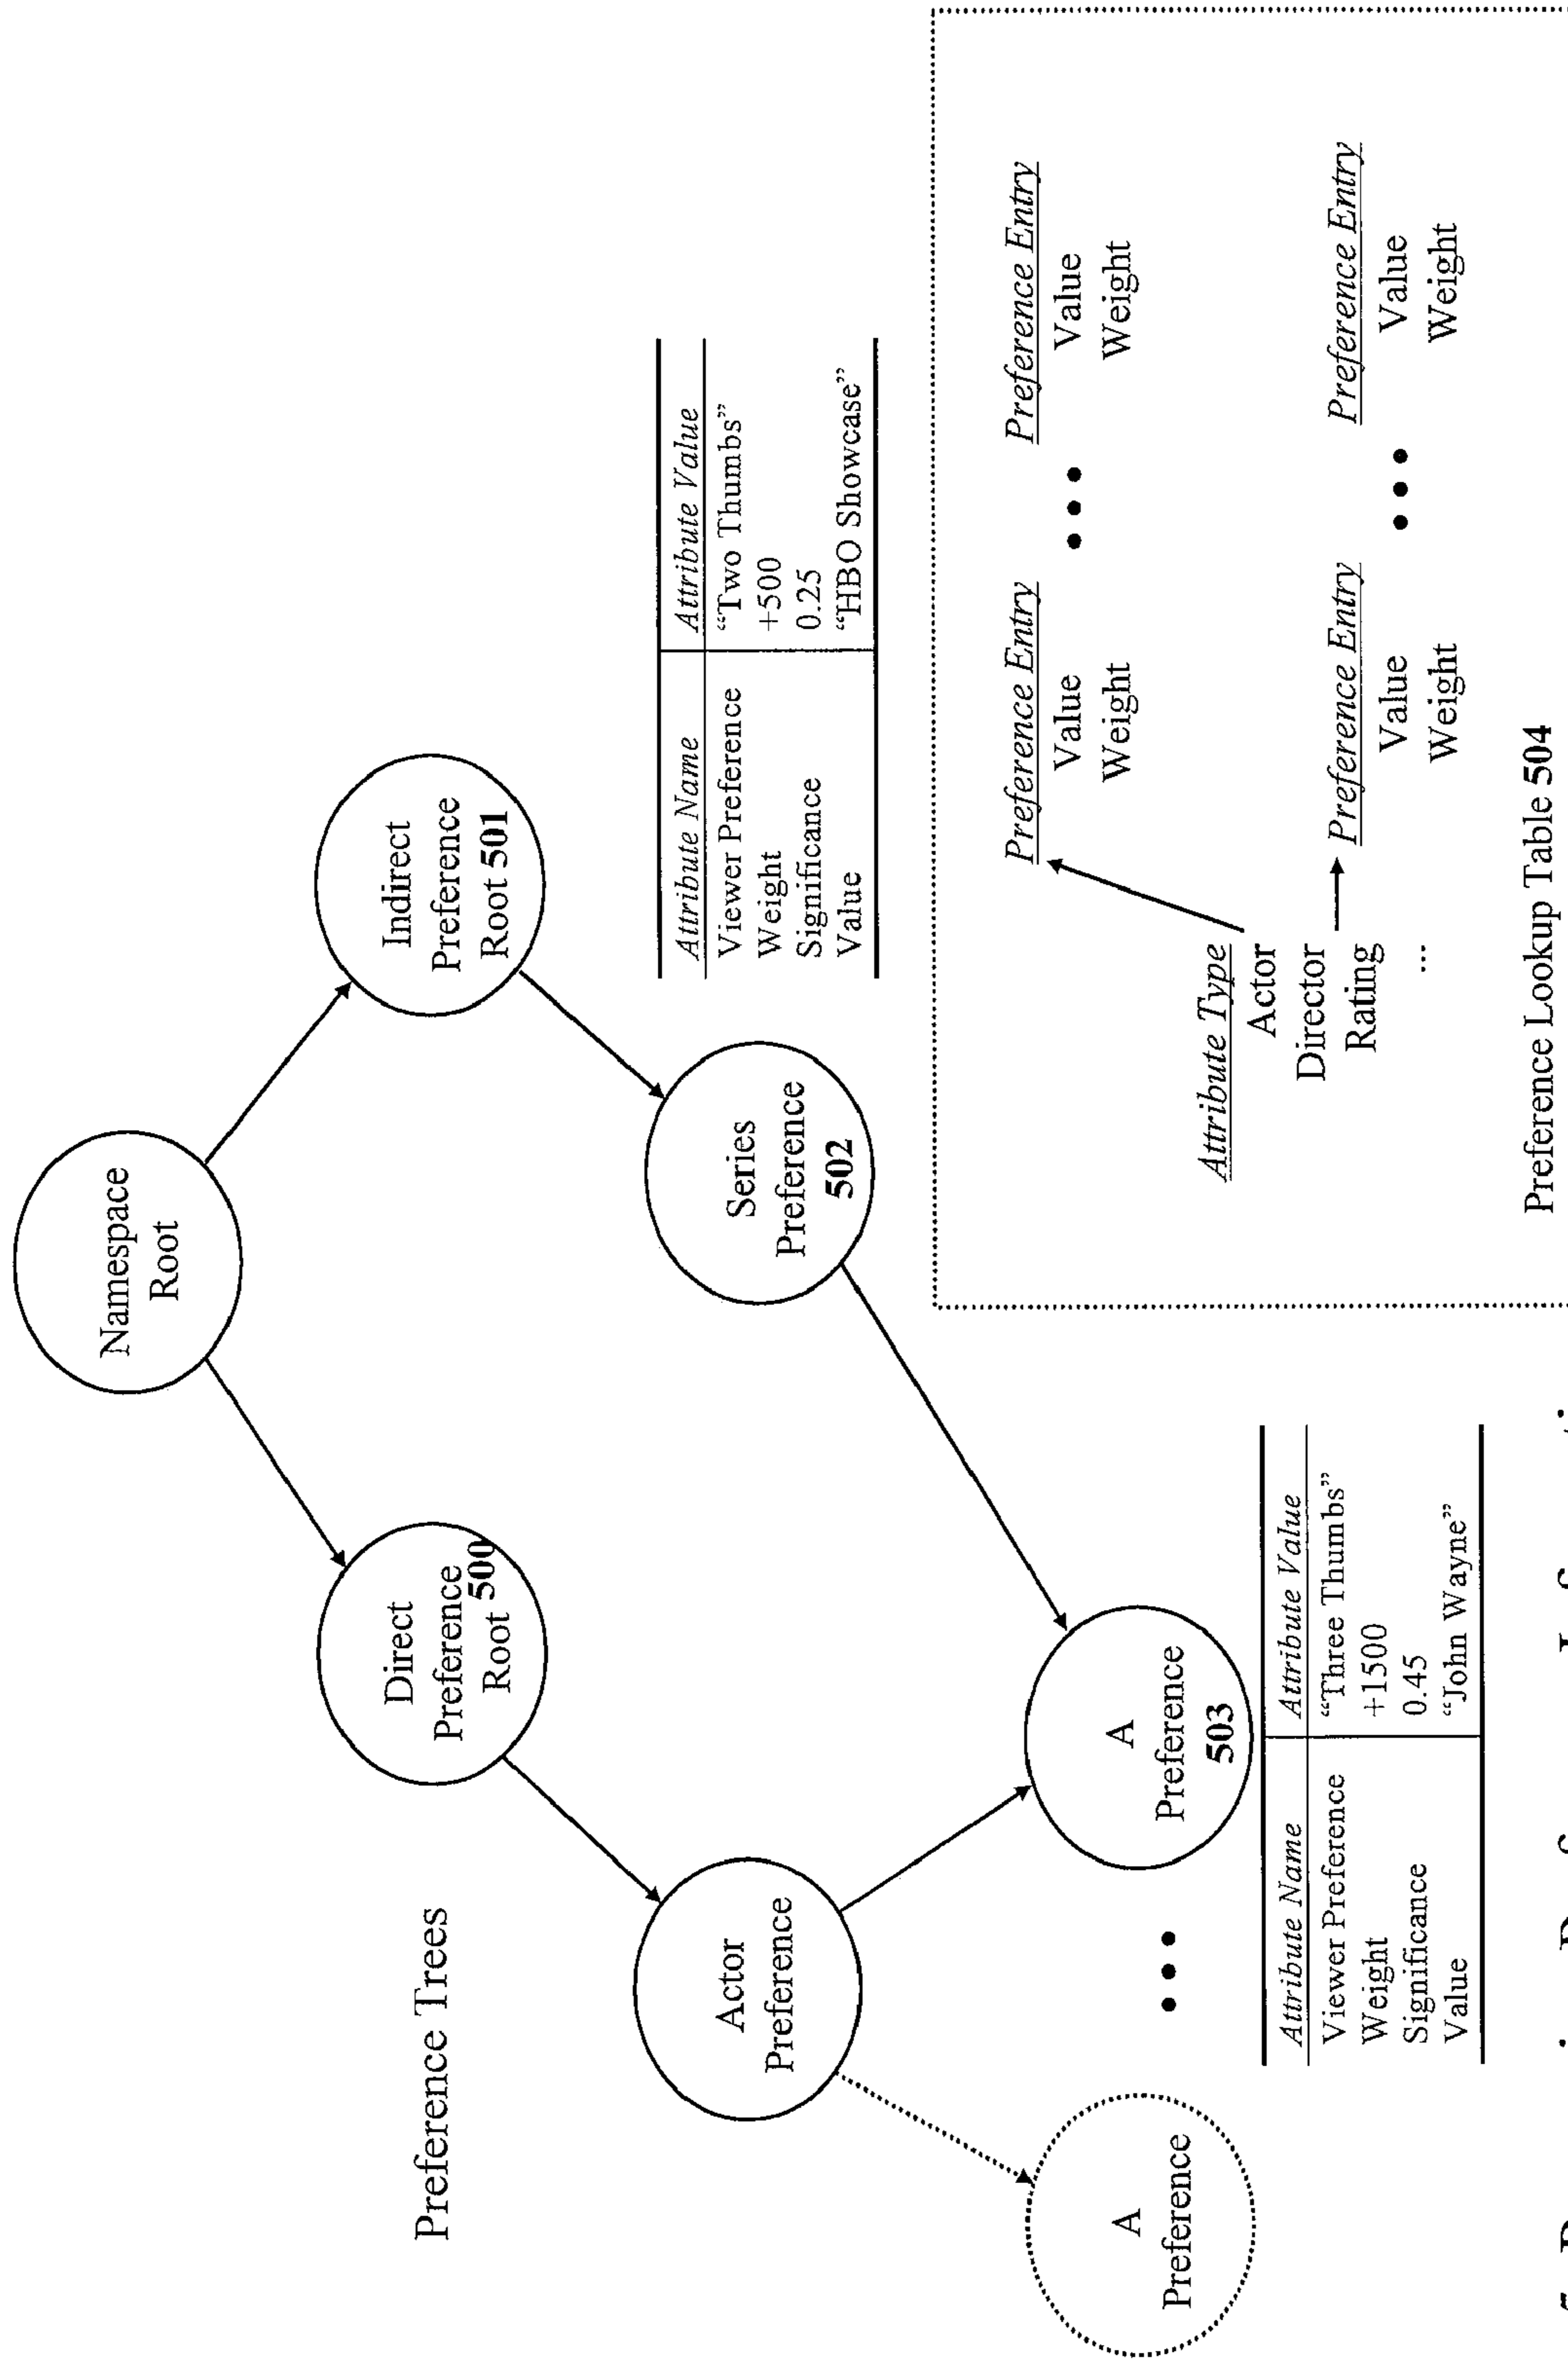 Preference Trees
Namespace
Root
Direct
Preference
Root 500
Indirect
Preference
Root 501
Actor
Preference
Series
Preference
502
Attribute Name Attribute Value
Viewer Preference “Two Thumbs”
Weight +500
Significance 0.25
Value “HBO Showcase”
A
Preference
•••
A
Preference
503
Attribute Name Attribute Value
Viewer Preference “Three Thumbs”
Weight +1500
Significance 0.45
Value “John Wayne”
Attribute Type
Actor
Director
Rating
...
Preference Entry ••• Preference Entry
Value Value
Weight Weight
Preference Entry ••• Preference Entry
Value Value
Weight Weight
Preference Lookup Table 504